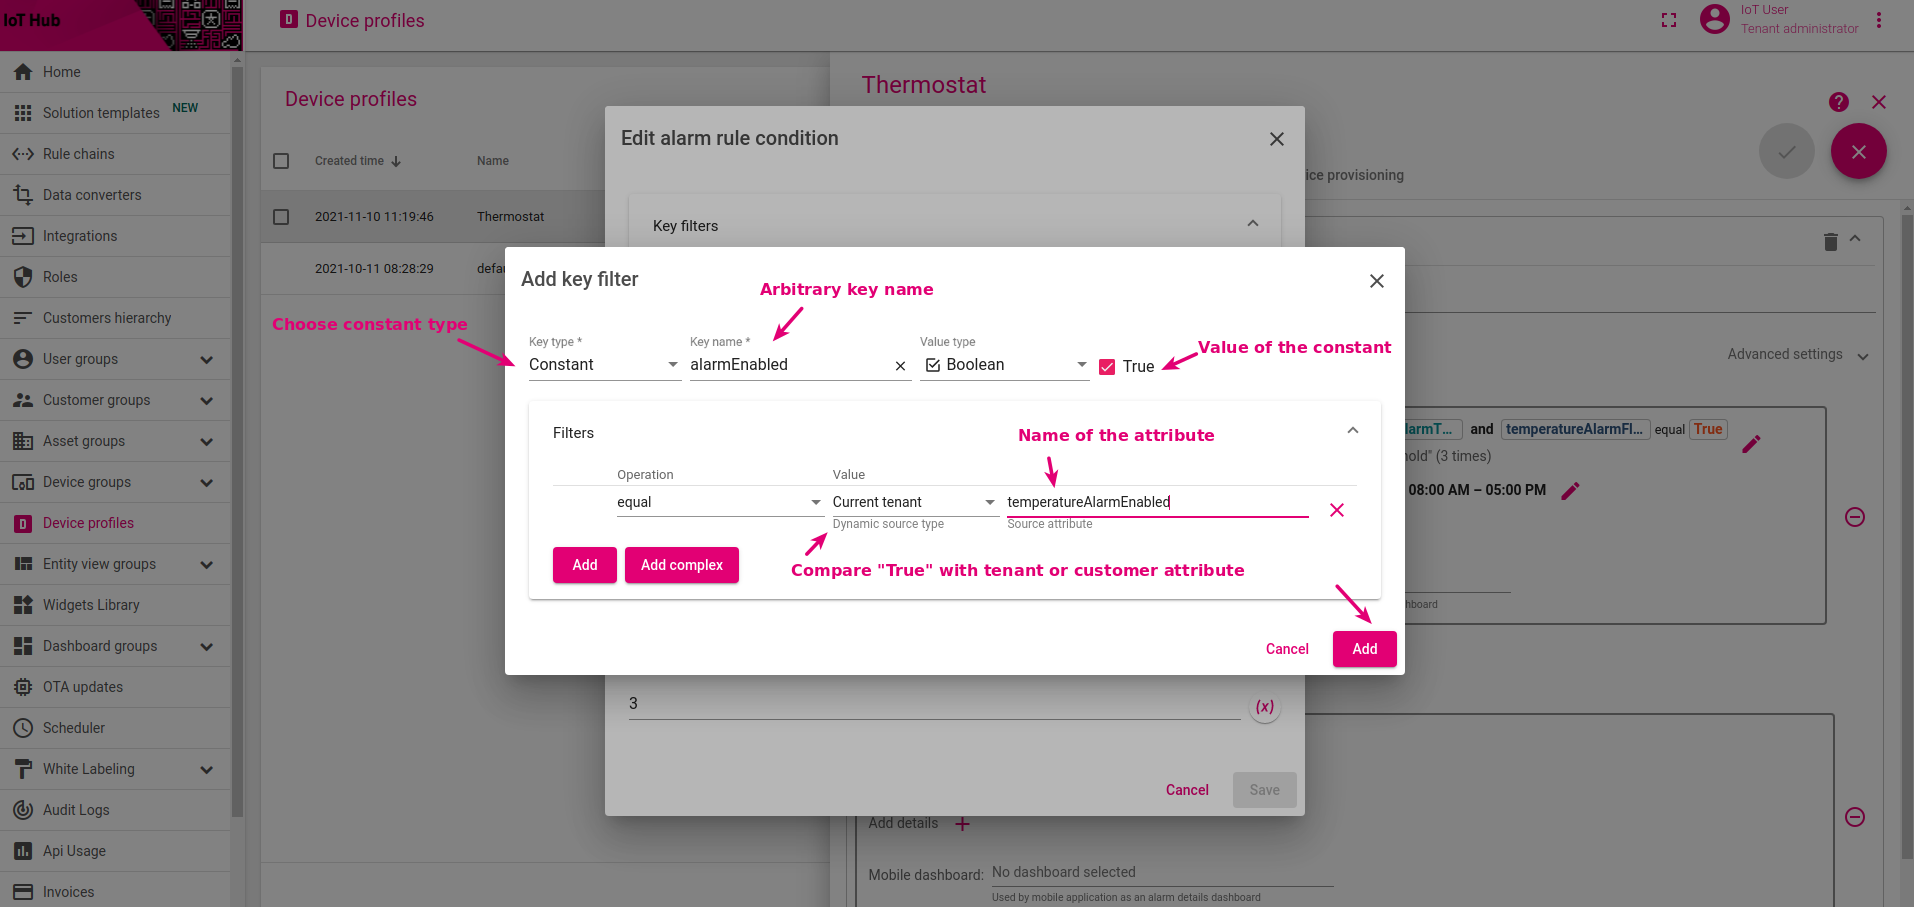 IoT Hub
Device profiles
IoT User
Tenant administrator
Home
Solution templates NEW
Rule chains
Data converters
Integrations
Roles
Customers hierarchy
User groups
Customer groups
Asset groups
Device groups
Device profiles
Entity view groups
Widgets Library
Dashboard groups
OTA updates
Scheduler
White Labeling
Audit Logs
Api Usage
Invoices
Device profiles
Created time Name
2021-11-10 11:19:46 Thermostat
2021-10-11 08:28:29 defau
Thermostat
ice provisioning
Advanced settings
larmT... and temperatureAlarmFl... equal True
hold" (3 times)
08:00 AM – 05:00 PM
hboard
Add details
Mobile dashboard: No dashboard selected
Used by mobile application as an alarm details dashboard
Edit alarm rule condition
Key filters
3
(x)
Cancel Save
Add key filter
Arbitrary key name
Choose constant type
Value of the constant
Key type * Key name * Value type
Constant alarmEnabled Boolean True
Filters
Name of the attribute
Operation Value
equal Current tenant temperatureAlarmEnabled
Dynamic source type Source attribute
Add Add complex
Compare "True" with tenant or customer attribute
Cancel Add